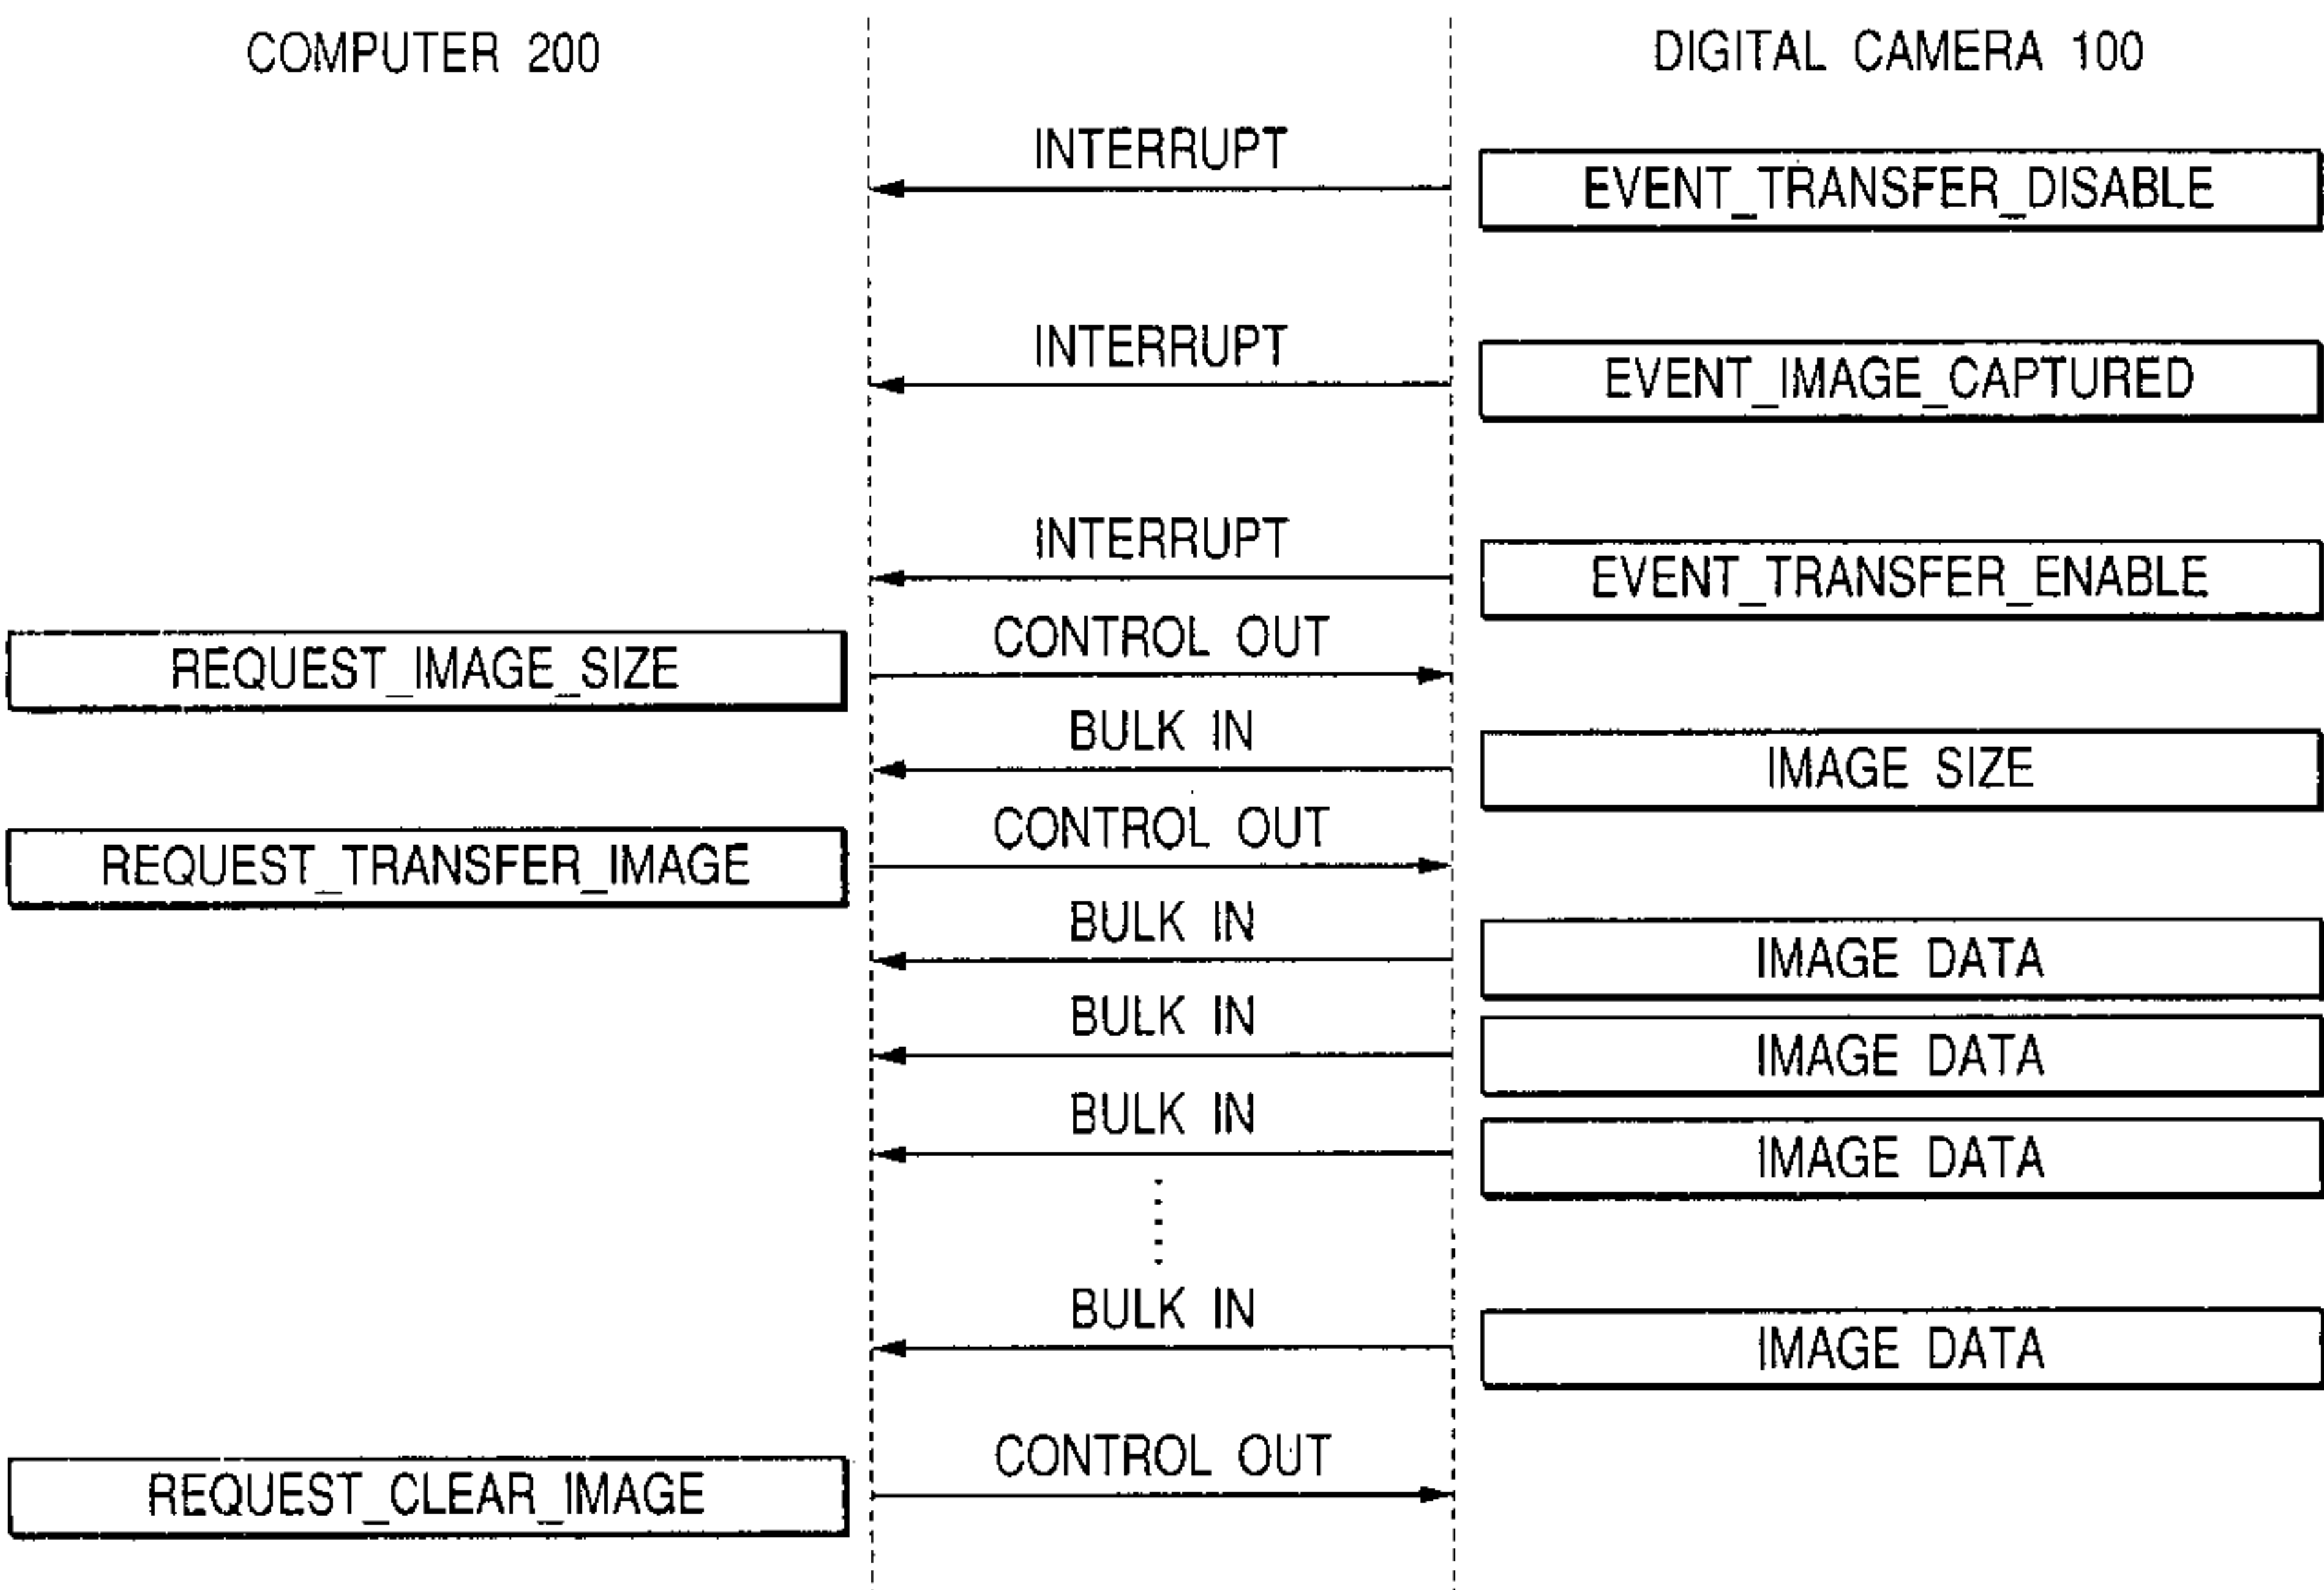 COMPUTER 200
DIGITAL CAMERA 100
INTERRUPT
EVENT_TRANSFER_DISABLE
INTERRUPT
EVENT_IMAGE_CAPTURED
INTERRUPT
EVENT_TRANSFER_ENABLE
REQUEST_IMAGE_SIZE
CONTROL OUT
BULK IN
IMAGE SIZE
REQUEST_TRANSFER_IMAGE
CONTROL OUT
BULK IN
IMAGE DATA
BULK IN
IMAGE DATA
BULK IN
IMAGE DATA
BULK IN
IMAGE DATA
REQUEST_CLEAR_IMAGE
CONTROL OUT